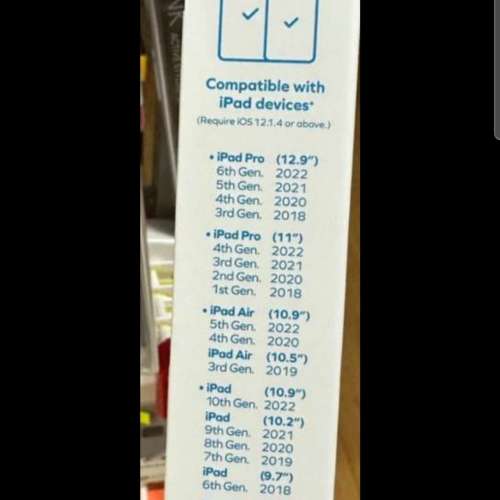 Compatible with
iPad devices*
(Require iOS 12.1.4 or above.)
• iPad Pro (12.9")
6th Gen. 2022
5th Gen. 2021
4th Gen. 2020
3rd Gen. 2018
• iPad Pro (11")
4th Gen. 2022
3rd Gen. 2021
2nd Gen. 2020
1st Gen. 2018
• iPad Air (10.9")
5th Gen. 2022
4th Gen. 2020
iPad Air (10.5")
3rd Gen. 2019
• iPad (10.9")
10th Gen. 2022
iPad (10.2")
9th Gen. 2021
8th Gen. 2020
7th Gen. 2019
iPad (9.7")
6th Gen. 2018